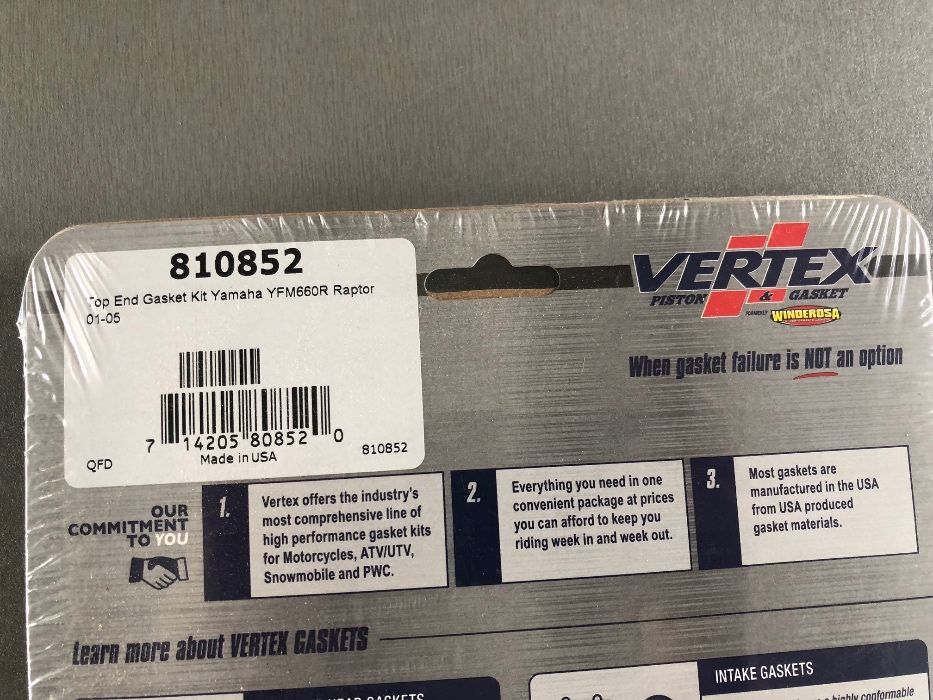 810852
Top End Gasket Kit Yamaha YFM660R Raptor
01-05
7 14205 80852 0
Made in USA
QFD
810852
VERTEX
PISTON & GASKET
FORMERLY WINDEROSA
When gasket failure is NOT an option
OUR
COMMITMENT
TO YOU
1.
Vertex offers the industry's
most comprehensive line of
high performance gasket kits
for Motorcycles, ATV/UTV,
Snowmobile and PWC.
2.
Everything you need in one
convenient package at prices
you can afford to keep you
riding week in and week out.
3.
Most gaskets are
manufactured in the USA
from USA produced
gasket materials.
Learn more about VERTEX GASKETS
GASKETS
INTAKE GASKETS
highly conformable